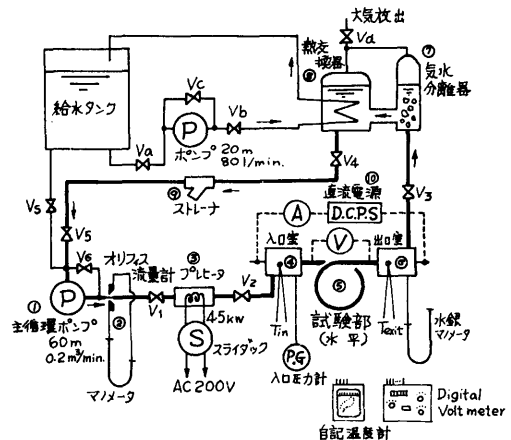 大気放出
Vd
熱交
換器
⑧
⑦
気水
分離器
給水タンク
Vc
Vb
P
Va
ポンプ 20m
80l/min.
V4
⑨
ストレーナ
⑩
直流電源
D.C.P.S
A
V3
V5
V5
V6
オリフィス
流量計
③
プレヒータ
V2
入口室
④
V
出口室
⑥
⑤
①
P
②
V1
45kw
主循環ポンプ
60m
0.2m³/min.
S
スライダック
Tin
試験部
(水平)
Texit
水銀
マノメータ
マノメータ
AC200V
P.G
入口圧力計
Digital
Volt meter
自記温度計